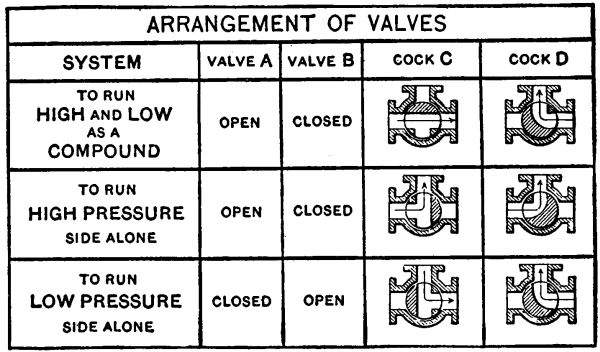 ARRANGEMENT OF VALVES
SYSTEM VALVE A VALVE B COCK C COCK D
TO RUN
HIGH AND LOW
AS A
COMPOUND
OPEN CLOSED
TO RUN
HIGH PRESSURE
SIDE ALONE
OPEN CLOSED
TO RUN
LOW PRESSURE
SIDE ALONE
CLOSED OPEN